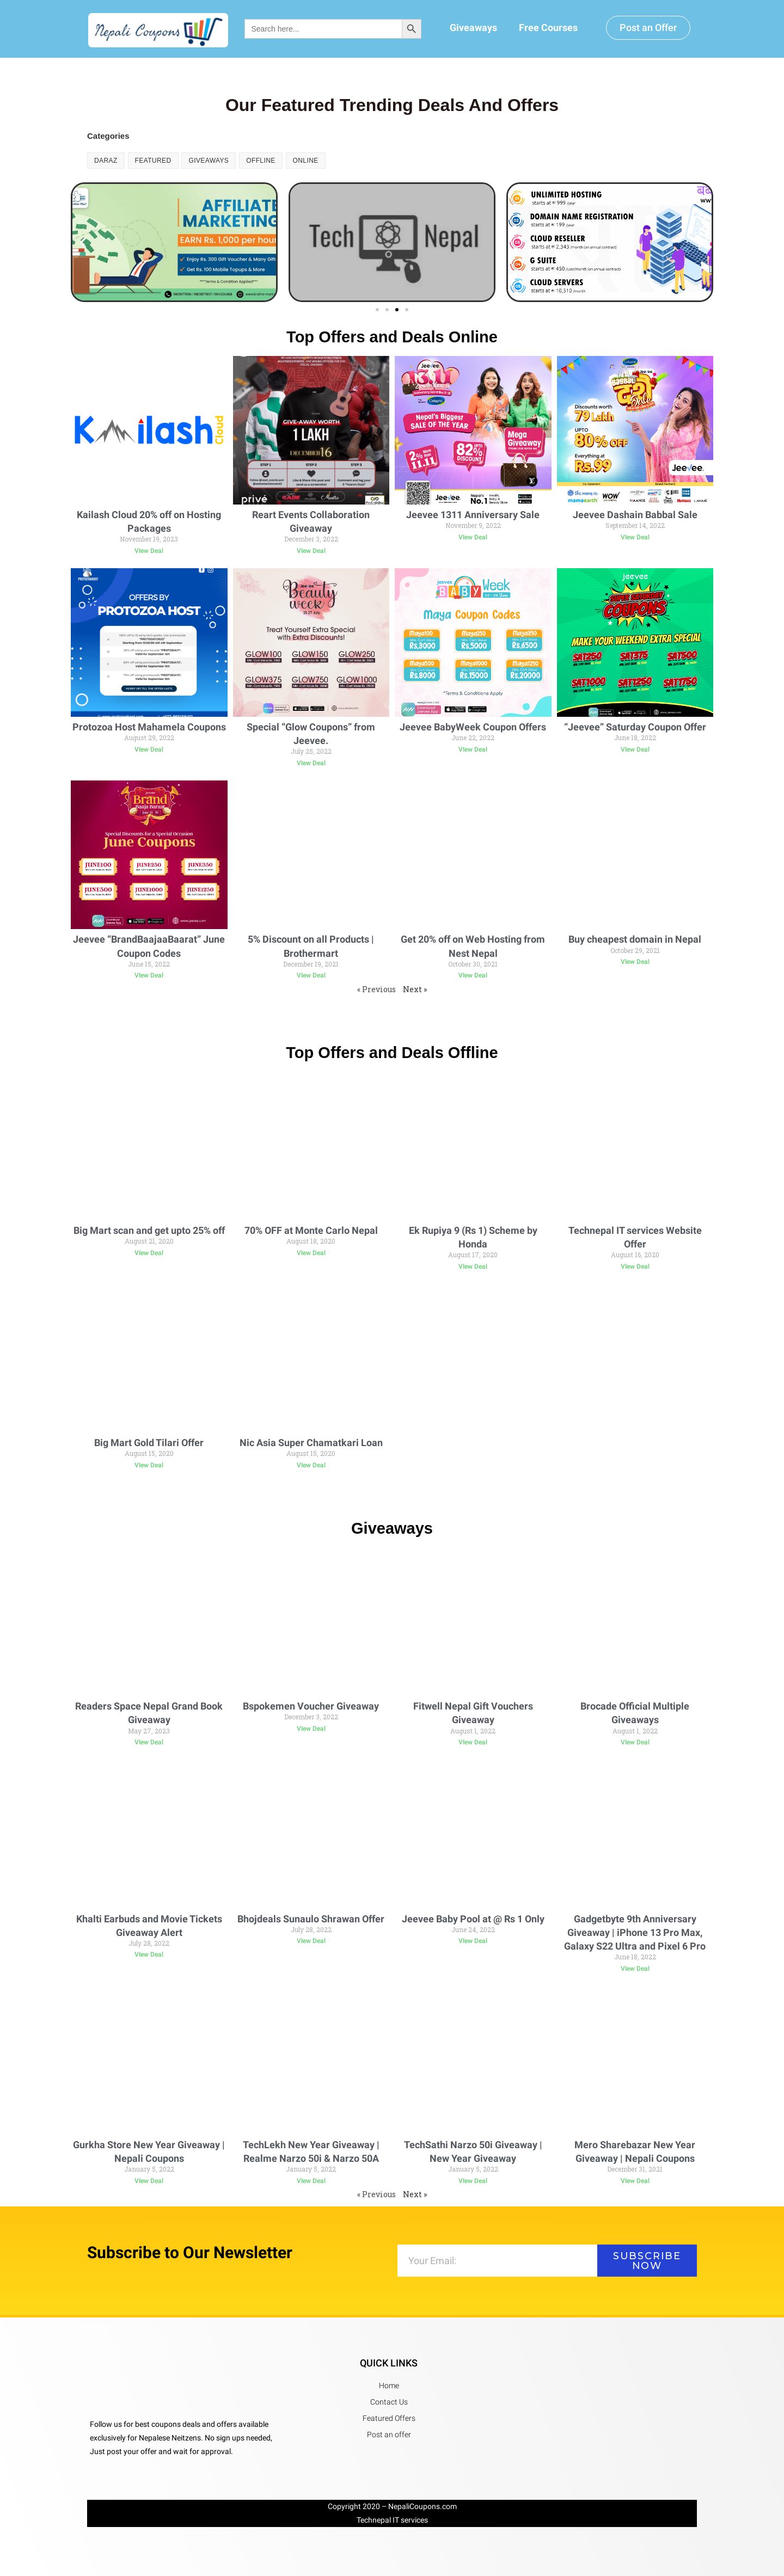 Nepali Coupons
Search here...
Giveaways
Free Courses
Post an Offer
Our Featured Trending Deals And Offers
Categories
DARAZ
FEATURED
GIVEAWAYS
OFFLINE
ONLINE
AFFILIATE
MARKETING
EARN Rs. 1,000 per hour
Enjoy Rs. 300 Gift Voucher & Many Gift
Get Rs. 100 Mobile Topups & More
Tech Nepal
UNLIMITED HOSTING
DOMAIN NAME REGISTRATION
CLOUD RESELLER
G SUITE
CLOUD SERVERS
Top Offers and Deals Online
Kailash Cloud
GIVE-AWAY WORTH
1 LAKH
DECEMBER 16
STEP 1
STEP 2
STEP 3
privé
Jeevee
13.11
Nepal's Biggest
SALE OF THE YEAR
2 से 11.11
82%
DISCOUNT
Mega
Giveaway
Discounts worth
79 Lakh
UPTO
80% OFF
Everything at
Rs.99
JEEVEE.
Kailash Cloud 20% off on Hosting
Packages
November 19, 2023
View Deal
Reart Events Collaboration
Giveaway
December 3, 2022
View Deal
Jeevee 1311 Anniversary Sale
November 9, 2022
View Deal
Jeevee Dashain Babbal Sale
September 14, 2022
View Deal
OFFERS BY
PROTOZOA HOST
Beauty
week
Treat Yourself Extra Special
with Extra Discounts!
GLOW100
GLOW150
GLOW250
GLOW375
GLOW750
GLOW1000
BABY Week
Maya Coupon Codes
Maya100
Rs.3000
Rs.5000
Rs.6500
Rs.8000
Rs.15000
Rs.20000
*Terms & Conditions Apply
jeevee
SUPER SATURDAY
COUPONS
MAKE YOUR WEEKEND EXTRA SPECIAL
SAT250
SAT375
SAT500
SAT1000
SAT1250
SAT1750
Protozoa Host Mahamela Coupons
August 29, 2022
View Deal
Special “Glow Coupons” from
Jeevee.
July 25, 2022
View Deal
Jeevee BabyWeek Coupon Offers
June 22, 2022
View Deal
“Jeevee” Saturday Coupon Offer
June 18, 2022
View Deal
Brand
Baaja Baraat
Special Discounts for a Special Occasion
June Coupons
JUNE100
JUNE250
JUNE350
JUNE500
JUNE1000
JUNE1250
Jeevee “BrandBaajaaBaarat” June
Coupon Codes
June 15, 2022
View Deal
5% Discount on all Products |
Brothermart
December 19, 2021
View Deal
Get 20% off on Web Hosting from
Nest Nepal
October 30, 2021
View Deal
Buy cheapest domain in Nepal
October 29, 2021
View Deal
« Previous Next »
Top Offers and Deals Offline
Big Mart scan and get upto 25% off
August 21, 2020
View Deal
70% OFF at Monte Carlo Nepal
August 18, 2020
View Deal
Ek Rupiya 9 (Rs 1) Scheme by
Honda
August 17, 2020
View Deal
Technepal IT services Website
Offer
August 16, 2020
View Deal
Big Mart Gold Tilari Offer
August 15, 2020
View Deal
Nic Asia Super Chamatkari Loan
August 15, 2020
View Deal
Giveaways
Readers Space Nepal Grand Book
Giveaway
May 27, 2023
View Deal
Bspokemen Voucher Giveaway
December 3, 2022
View Deal
Fitwell Nepal Gift Vouchers
Giveaway
August 1, 2022
View Deal
Brocade Official Multiple
Giveaways
August 1, 2022
View Deal
Khalti Earbuds and Movie Tickets
Giveaway Alert
July 28, 2022
View Deal
Bhojdeals Sunaulo Shrawan Offer
July 28, 2022
View Deal
Jeevee Baby Pool at @ Rs 1 Only
June 24, 2022
View Deal
Gadgetbyte 9th Anniversary
Giveaway | iPhone 13 Pro Max,
Galaxy S22 Ultra and Pixel 6 Pro
June 18, 2022
View Deal
Gurkha Store New Year Giveaway |
Nepali Coupons
January 5, 2022
View Deal
TechLekh New Year Giveaway |
Realme Narzo 50i & Narzo 50A
January 5, 2022
View Deal
TechSathi Narzo 50i Giveaway |
New Year Giveaway
January 5, 2022
View Deal
Mero Sharebazar New Year
Giveaway | Nepali Coupons
December 31, 2021
View Deal
« Previous Next »
Subscribe to Our Newsletter
Your Email:
SUBSCRIBE
NOW
QUICK LINKS
Home
Contact Us
Featured Offers
Post an offer
Follow us for best coupons deals and offers available
exclusively for Nepalese Neitzens. No sign ups needed,
Just post your offer and wait for approval.
Copyright 2020 – NepaliCoupons.com
Technepal IT services